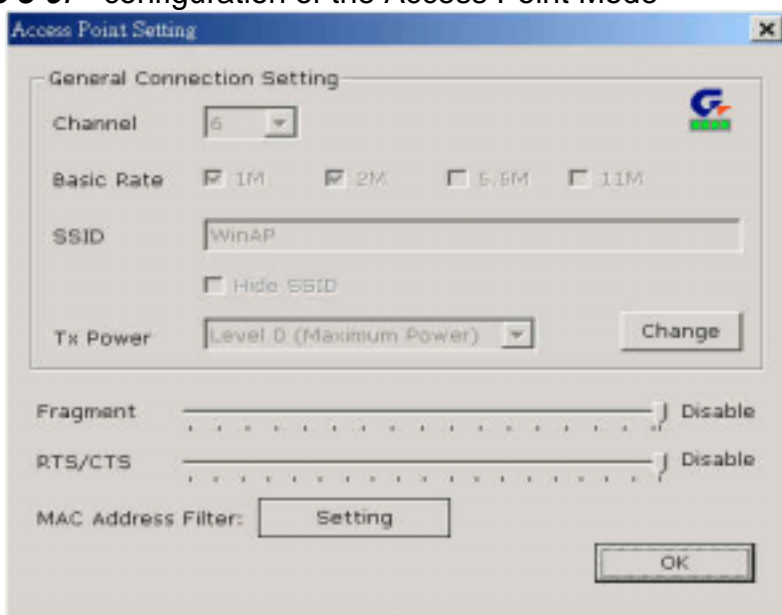 configuration of the Access Point Mode
Access Point Setting
General Connection Setting
Channel 6
Basic Rate 1M 2M 5.5M 11M
SSID WinAP
Hide SSID
Tx Power Level 0 (Maximum Power) Change
Fragment Disable
RTS/CTS Disable
MAC Address Filter: Setting
OK